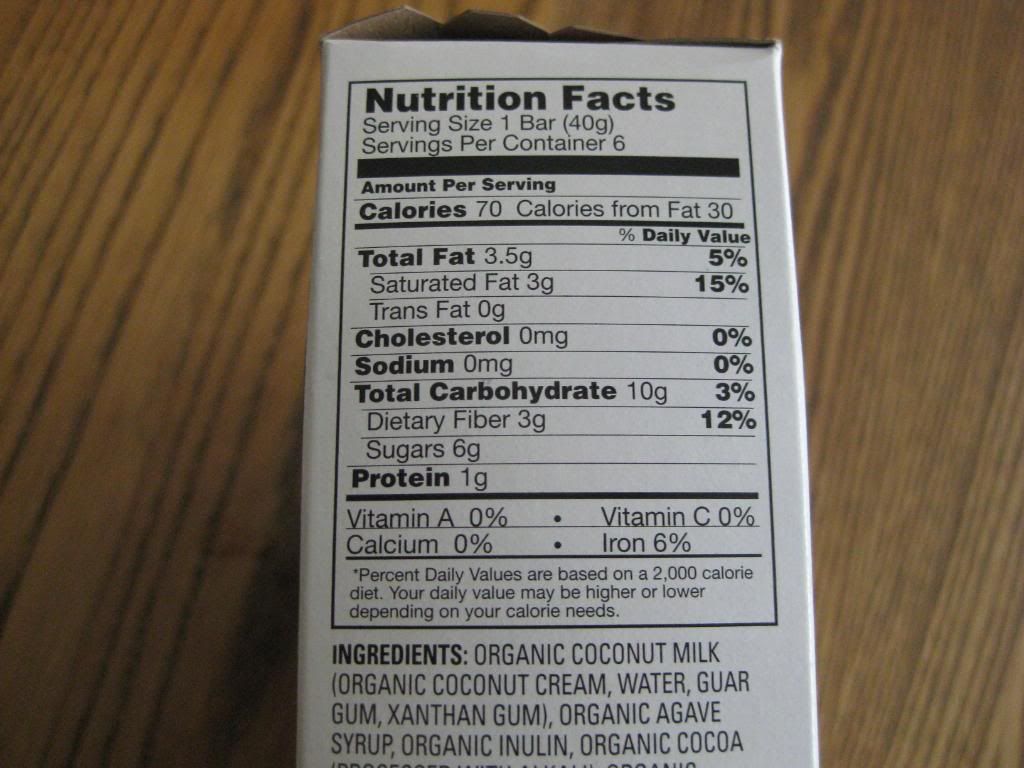 Nutrition Facts
Serving Size 1 Bar (40g)
Servings Per Container 6
Amount Per Serving
Calories 70 Calories from Fat 30
% Daily Value
Total Fat 3.5g 5%
Saturated Fat 3g 15%
Trans Fat 0g
Cholesterol 0mg 0%
Sodium 0mg 0%
Total Carbohydrate 10g 3%
Dietary Fiber 3g 12%
Sugars 6g
Protein 1g
Vitamin A 0% • Vitamin C 0%
Calcium 0% • Iron 6%
*Percent Daily Values are based on a 2,000 calorie
diet. Your daily value may be higher or lower
depending on your calorie needs.
INGREDIENTS: ORGANIC COCONUT MILK
(ORGANIC COCONUT CREAM, WATER, GUAR
GUM, XANTHAN GUM), ORGANIC AGAVE
SYRUP, ORGANIC INULIN, ORGANIC COCOA